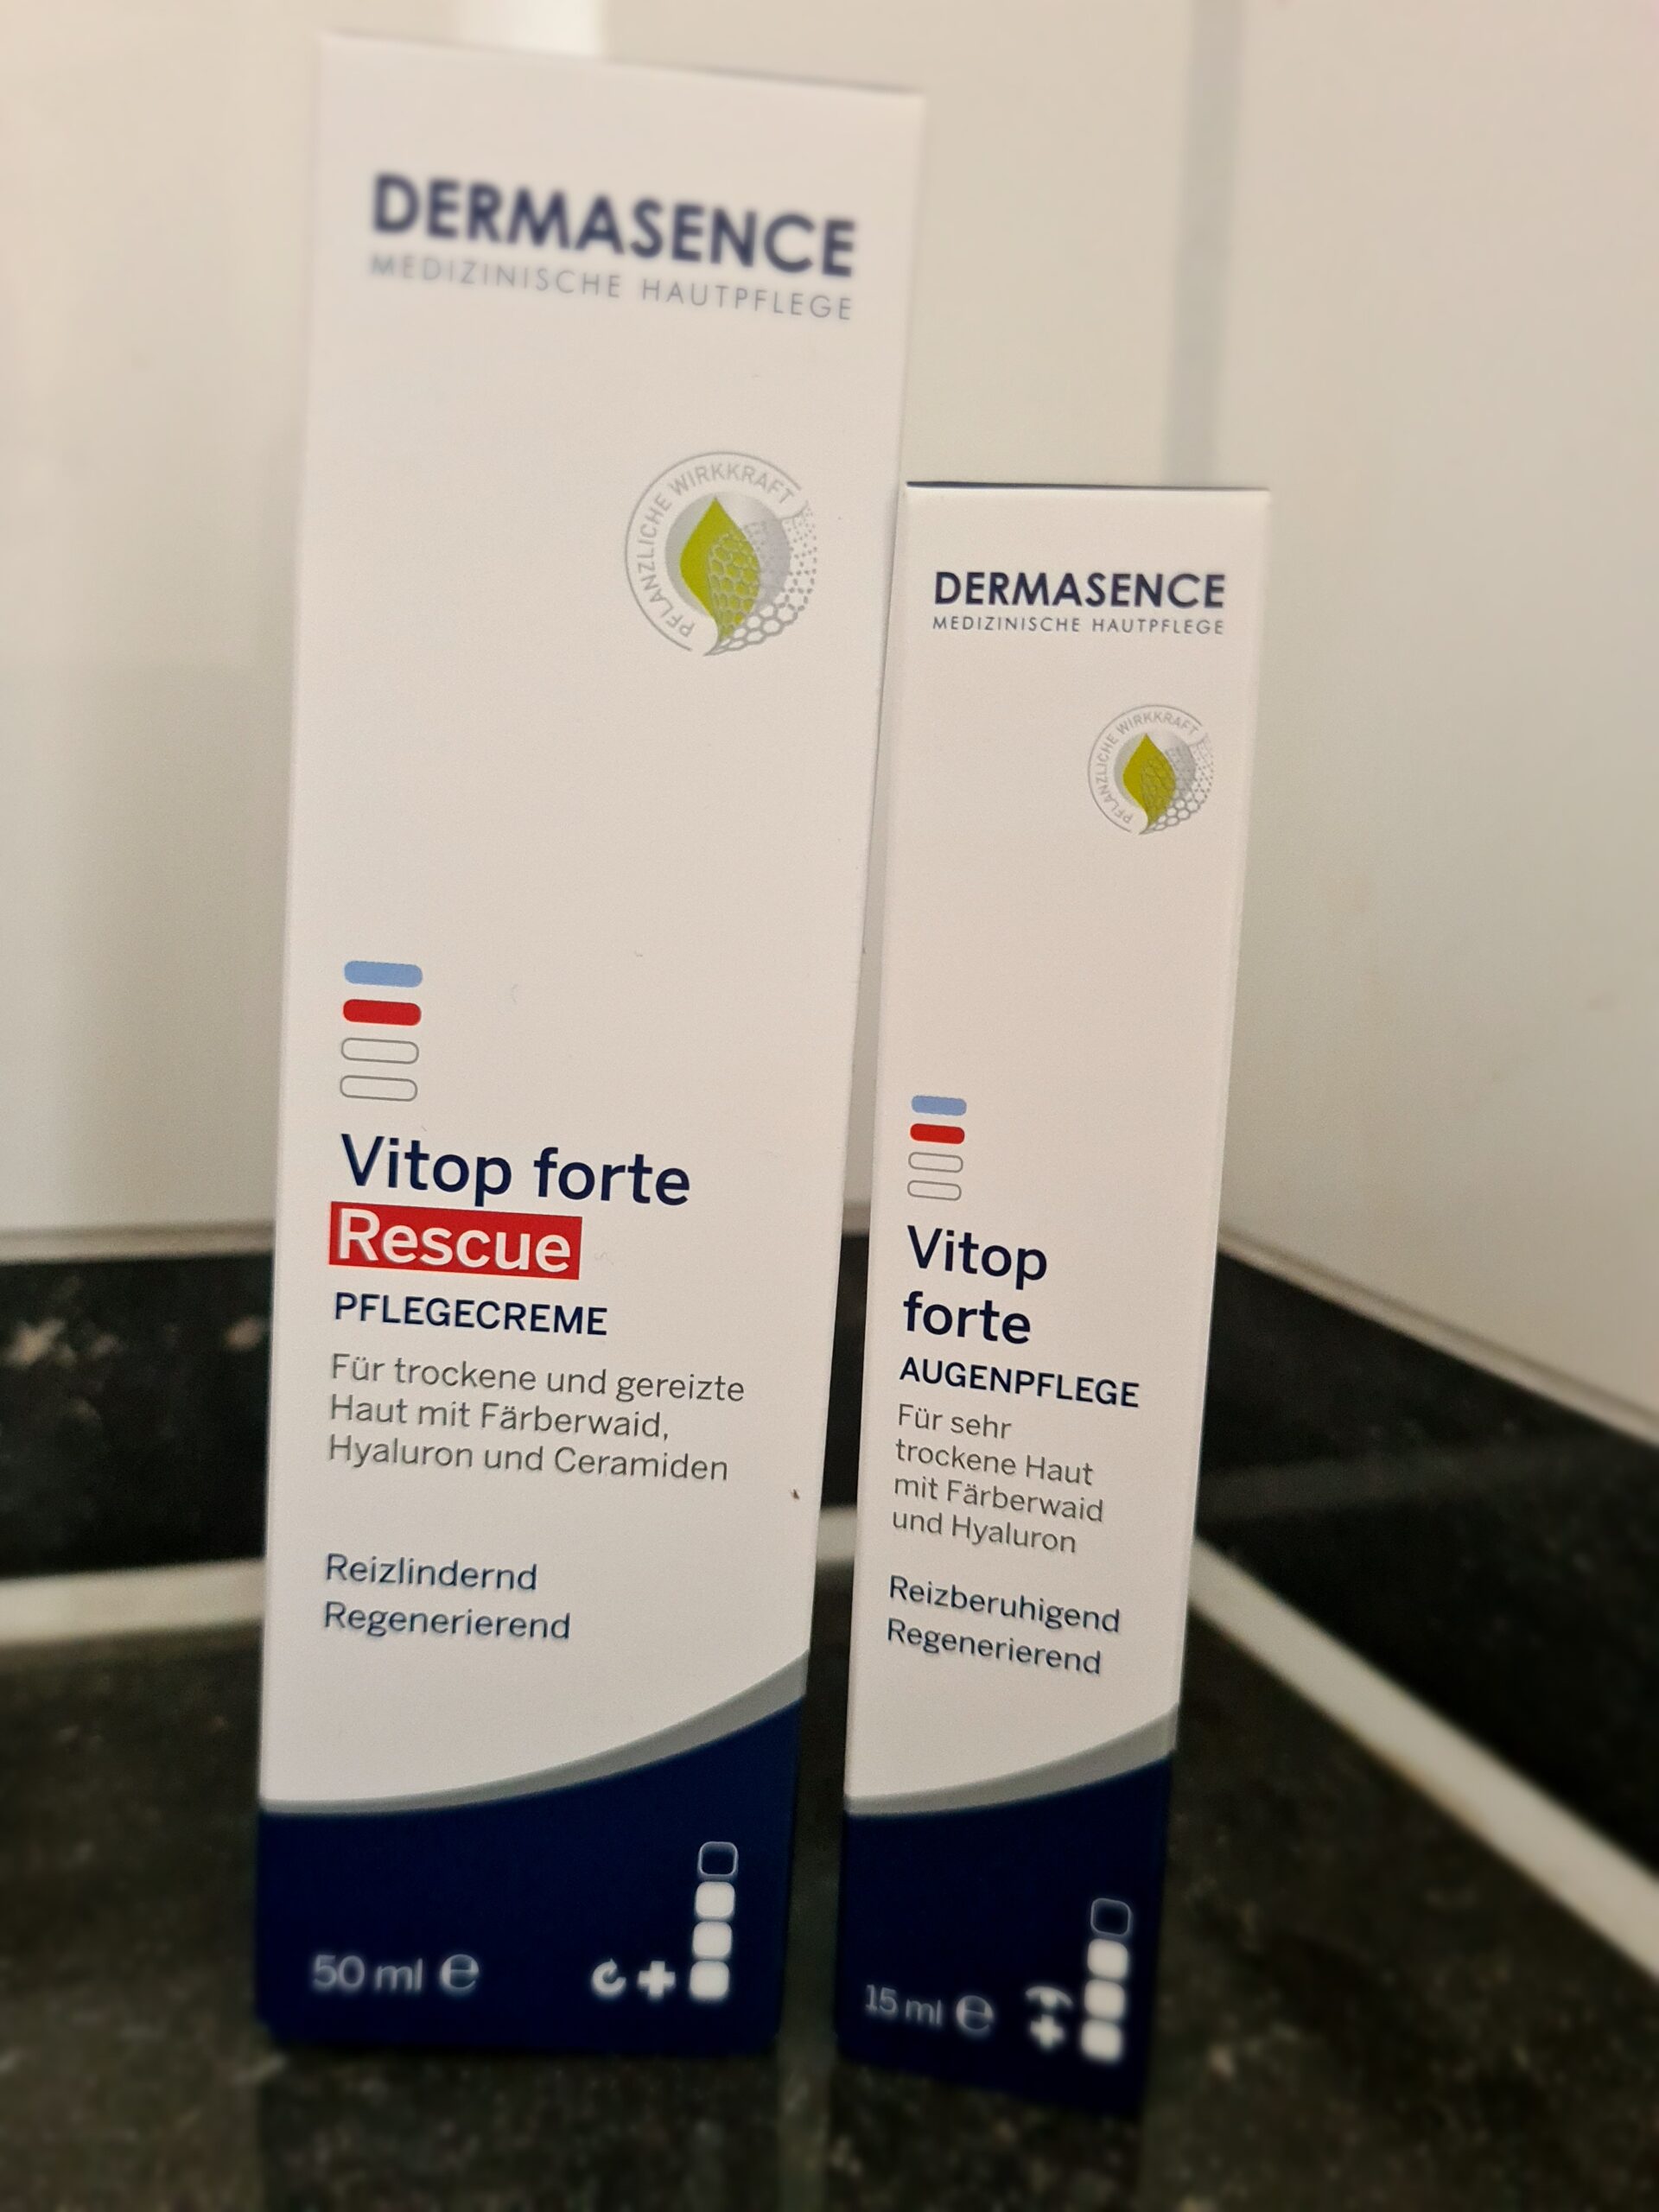 DERMASENCE
MEDIZINISCHE HAUTPFLEGE
PFLANZLICHE WIRKKRAFT
Vitop forte
Rescue
PFLEGECREME
Für trockene und gereizte
Haut mit Färberwaid,
Hyaluron und Ceramiden
Reizlindernd
Regenerierend
50 ml e
DERMASENCE
MEDIZINISCHE HAUTPFLEGE
PFLANZLICHE WIRKKRAFT
Vitop
forte
AUGENPFLEGE
Für sehr
trockene Haut
mit Färberwaid
und Hyaluron
Reizberuhigend
Regenerierend
15 ml e